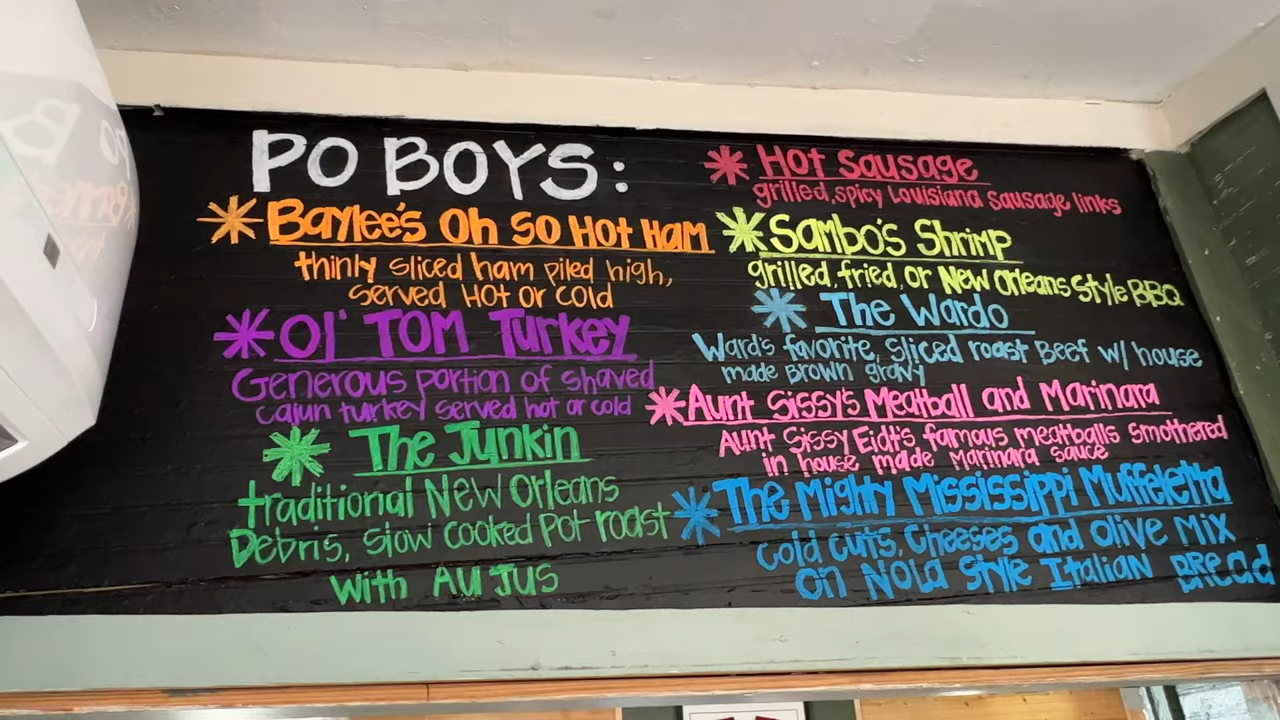 PO BOYS:
* Baylee's Oh So Hot Ham
thinly sliced ham piled high,
served Hot or cold
* Ol' TOM Turkey
Generous portion of shaved
cajun turkey served hot or cold
* The Junkin
traditional New Orleans
Debris, slow cooked pot roast
with AU JUS
* Hot Sausage
grilled, spicy Louisiana Sausage links
* Sambo's Shrimp
grilled, fried, or New Orleans Style BBQ
* The Wardo
Ward's favorite, sliced roast Beef w/ house
made Brown gravy
* Aunt Sissy's Meatball and Marinara
Aunt Sissy Eidt's famous meatballs smothered
in house made Marinara sauce
* The Mighty Mississippi Muffeletta
Cold cuts, Cheeses and Olive Mix
on NOLA Style Italian Bread